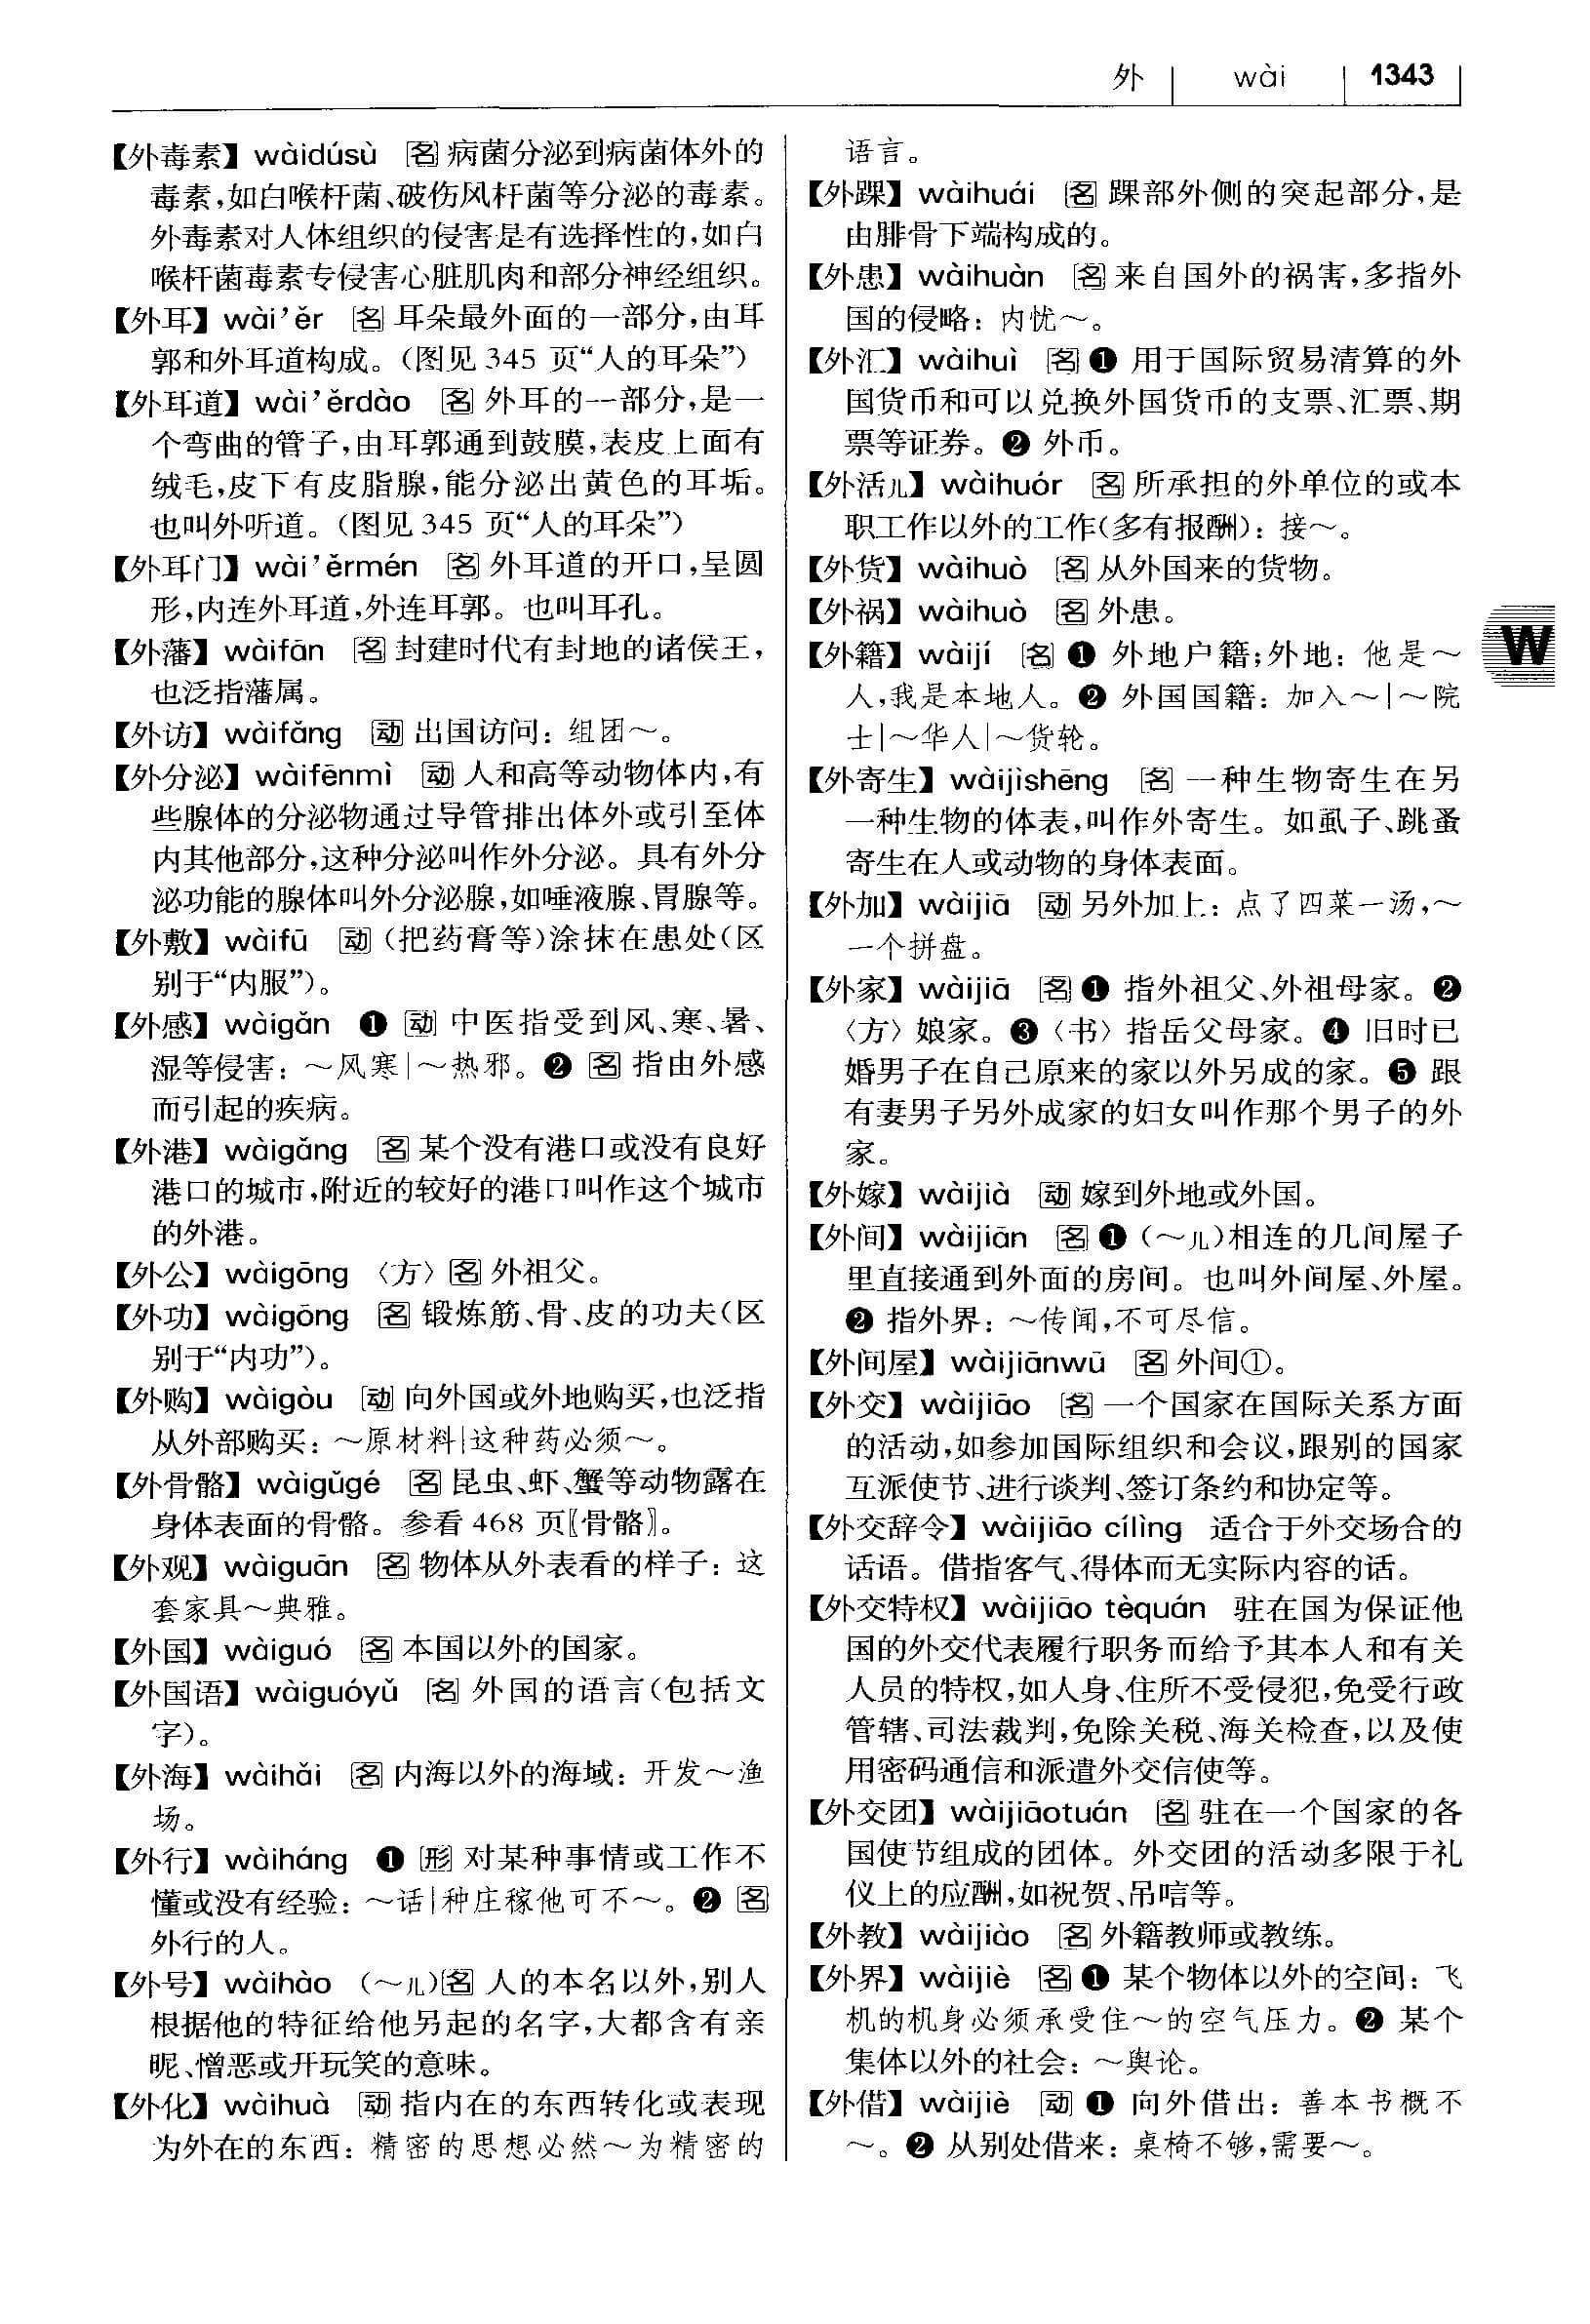 外 wài 1343
【外毒素】 wàidúsù 名 病菌分泌到病菌体外的
毒素,如白喉杆菌、破伤风杆菌等分泌的毒素。
外毒素对人体组织的侵害是有选择性的,如白
喉杆菌毒素专侵害心脏肌肉和部分神经组织。
【外耳】 wài’ěr 名 耳朵最外面的一部分,由耳
郭和外耳道构成。(图见 345 页“人的耳朵”)
【外耳道】 wài’ěrdào 名 外耳的一部分,是一
个弯曲的管子,由耳郭通到鼓膜,表皮上面有
绒毛,皮下有皮脂腺,能分泌出黄色的耳垢。
也叫外听道。(图见 345 页“人的耳朵”)
【外耳门】 wài’ěrmén 名 外耳道的开口,呈圆
形,内连外耳道,外连耳郭。也叫耳孔。
【外藩】 wàifān 名 封建时代有封地的诸侯王,
也泛指藩属。
【外访】 wàifǎng 动 出国访问：组团～。
【外分泌】 wàifēnmì 动 人和高等动物体内,有
些腺体的分泌物通过导管排出体外或引至体
内其他部分,这种分泌叫作外分泌。具有外分
泌功能的腺体叫外分泌腺,如唾液腺、胃腺等。
【外敷】 wàifū 动 (把药膏等)涂抹在患处(区
别于“内服”)。
【外感】 wàigǎn ❶ 动 中医指受到风、寒、暑、
湿等侵害：～风寒|～热邪。❷ 名 指由外感
而引起的疾病。
【外港】 wàigǎng 名 某个没有港口或没有良好
港口的城市,附近的较好的港口叫作这个城市
的外港。
【外公】 wàigōng 〈方〉 名 外祖父。
【外功】 wàigōng 名 锻炼筋、骨、皮的功夫(区
别于“内功”)。
【外购】 wàigòu 动 向外国或外地购买,也泛指
从外部购买：～原材料|这种药必须～。
【外骨骼】 wàigǔgé 名 昆虫、虾、蟹等动物露在
身体表面的骨骼。参看 468 页〖骨骼〗。
【外观】 wàiguān 名 物体从外表看的样子：这
套家具～典雅。
【外国】 wàiguó 名 本国以外的国家。
【外国语】 wàiguóyǔ 名 外国的语言(包括文
字)。
【外海】 wàihǎi 名 内海以外的海域：开发～渔
场。
【外行】 wàiháng ❶ 形 对某种事情或工作不
懂或没有经验：～话|种庄稼他可不～。❷ 名
外行的人。
【外号】 wàihào (～儿)名 人的本名以外,别人
根据他的特征给他另起的名字,大都含有亲
昵、憎恶或开玩笑的意味。
【外化】 wàihuà 动 指内在的东西转化或表现
为外在的东西：精密的思想必然～为精密的
语言。
【外踝】 wàihuái 名 踝部外侧的突起部分,是
由腓骨下端构成的。
【外患】 wàihuàn 名 来自国外的祸害,多指外
国的侵略：内忧～。
【外汇】 wàihuì 名 ❶ 用于国际贸易清算的外
国货币和可以兑换外国货币的支票、汇票、期
票等证券。❷ 外币。
【外活儿】 wàihuór 名 所承担的外单位的或本
职工作以外的工作(多有报酬)：接～。
【外货】 wàihuò 名 从外国来的货物。
【外祸】 wàihuò 名 外患。
【外籍】 wàijí 名 ❶ 外地户籍;外地：他是～
人,我是本地人。❷ 外国国籍：加入～|～院
士|～华人|～货轮。
【外寄生】 wàijìshēng 名 一种生物寄生在另
一种生物的体表,叫作外寄生。如虱子、跳蚤
寄生在人或动物的身体表面。
【外加】 wàijiā 动 另外加上：点了四菜一汤,～
一个拼盘。
【外家】 wàijiā 名 ❶ 指外祖父、外祖母家。❷
〈方〉娘家。❸〈书〉指岳父母家。❹ 旧时已
婚男子在自己原来的家以外另成的家。❺ 跟
有妻男子另外成家的妇女叫作那个男子的外
家。
【外嫁】 wàijià 动 嫁到外地或外国。
【外间】 wàijiān 名 ❶ (～儿)相连的几间屋子
里直接通到外面的房间。也叫外间屋、外屋。
❷ 指外界：～传闻,不可尽信。
【外间屋】 wàijiānwū 名 外间①。
【外交】 wàijiāo 名 一个国家在国际关系方面
的活动,如参加国际组织和会议,跟别的国家
互派使节、进行谈判、签订条约和协定等。
【外交辞令】 wàijiāo cílìng 适合于外交场合的
话语。借指客气、得体而无实际内容的话。
【外交特权】 wàijiāo tèquán 驻在国为保证他
国的外交代表履行职务而给予其本人和有关
人员的特权,如人身、住所不受侵犯,免受行政
管辖、司法裁判,免除关税、海关检查,以及使
用密码通信和派遣外交信使等。
【外交团】 wàijiāotuán 名 驻在一个国家的各
国使节组成的团体。外交团的活动多限于礼
仪上的应酬,如祝贺、吊唁等。
【外教】 wàijiào 名 外籍教师或教练。
【外界】 wàijiè 名 ❶ 某个物体以外的空间：飞
机的机身必须承受住～的空气压力。❷ 某个
集体以外的社会：～舆论。
【外借】 wàijiè 动 ❶ 向外借出：善本书概不
～。❷ 从别处借来：桌椅不够,需要～。
W